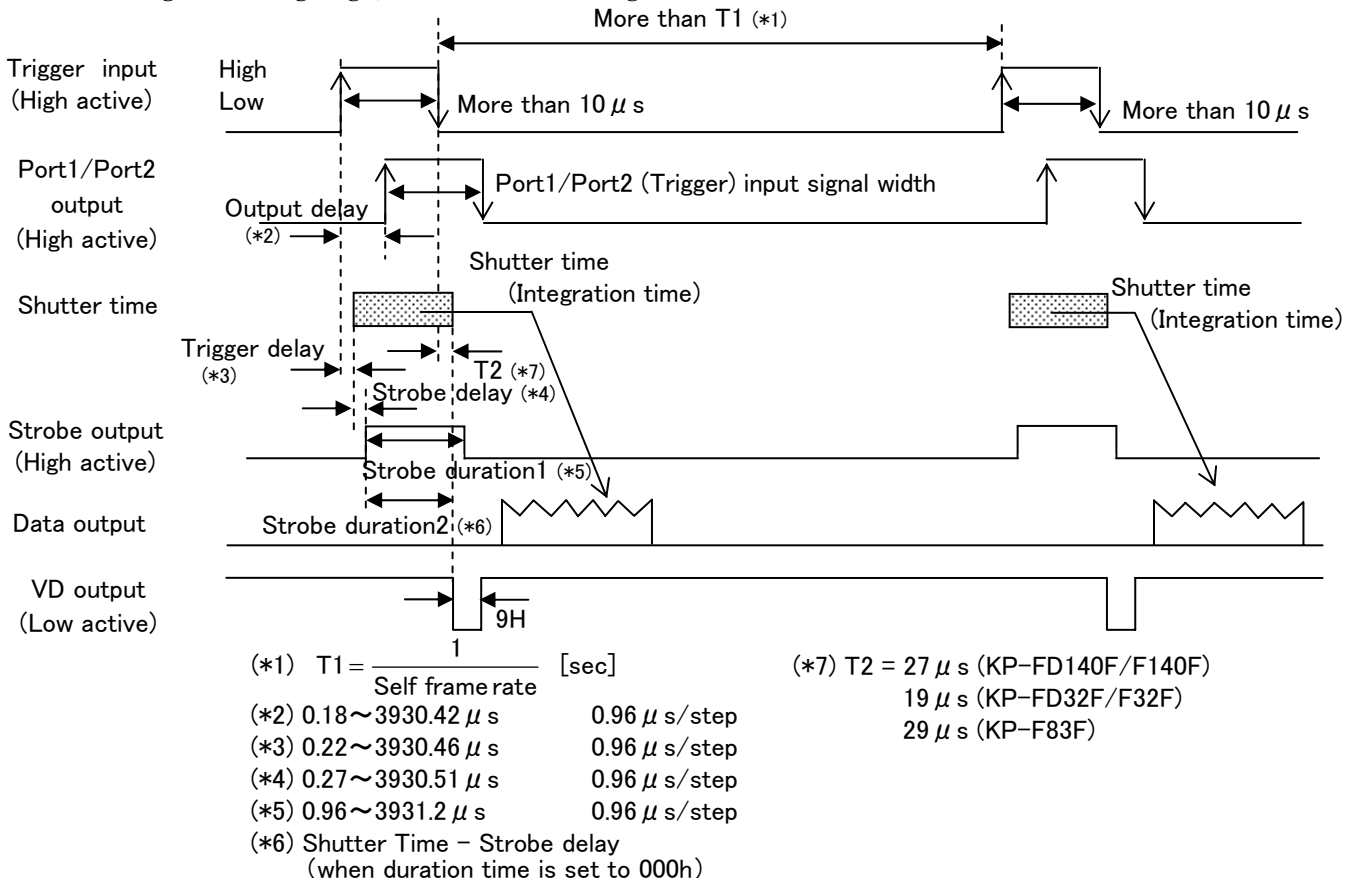 More than T1 (*1)
Trigger input
(High active)
High
Low
More than 10 μ s
More than 10 μ s
Port1/Port2
output
(High active)
Output delay
(*2)
Port1/Port2 (Trigger) input signal width
Shutter time
Shutter time
(Integration time)
Shutter time
(Integration time)
Trigger delay
(*3)
T2 (*7)
Strobe delay (*4)
Strobe output
(High active)
Strobe duration1 (*5)
Data output
Strobe duration2 (*6)
VD output
(Low active)
9H
(*1) T1 = 1 / Self frame rate [sec]
(*2) 0.18~3930.42 μ s 0.96 μ s/step
(*3) 0.22~3930.46 μ s 0.96 μ s/step
(*4) 0.27~3930.51 μ s 0.96 μ s/step
(*5) 0.96~3931.2 μ s 0.96 μ s/step
(*6) Shutter Time - Strobe delay
(when duration time is set to 000h)
(*7) T2 = 27 μ s (KP-FD140F/F140F)
19 μ s (KP-FD32F/F32F)
29 μ s (KP-F83F)